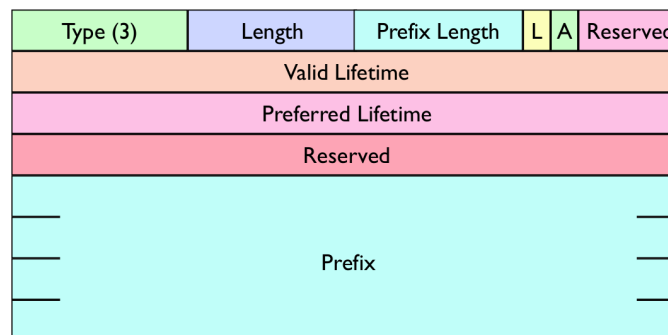 Type (3) Length Prefix Length L A Reserved
Valid Lifetime
Preferred Lifetime
Reserved
Prefix